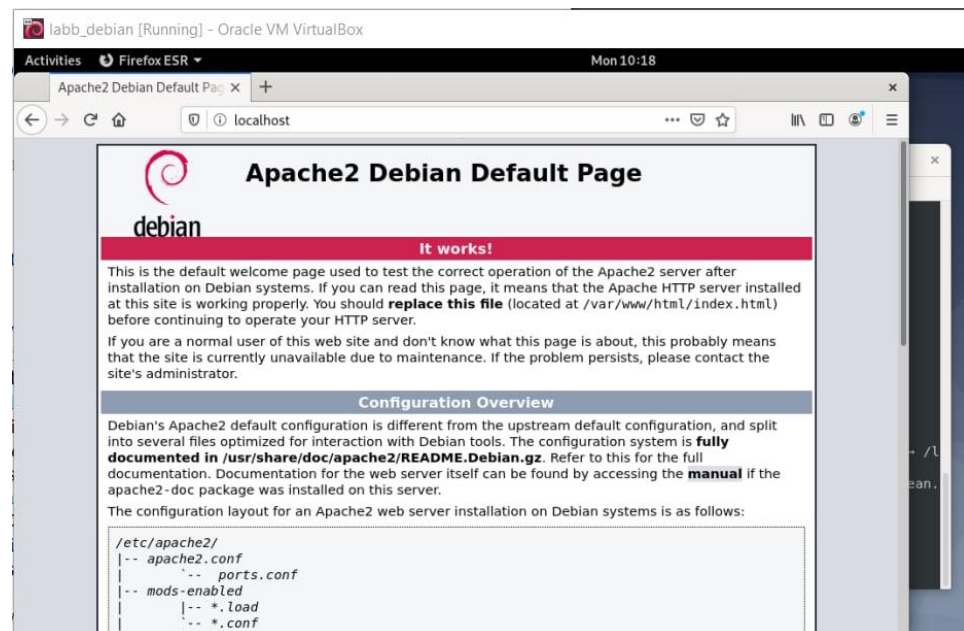 labb_debian [Running] - Oracle VM VirtualBox
Activities Firefox ESR Mon 10:18
Apache2 Debian Default Pag
localhost
debian
Apache2 Debian Default Page
It works!
This is the default welcome page used to test the correct operation of the Apache2 server after
installation on Debian systems. If you can read this page, it means that the Apache HTTP server installed
at this site is working properly. You should replace this file (located at /var/www/html/index.html)
before continuing to operate your HTTP server.
If you are a normal user of this web site and don't know what this page is about, this probably means
that the site is currently unavailable due to maintenance. If the problem persists, please contact the
site's administrator.
Configuration Overview
Debian's Apache2 default configuration is different from the upstream default configuration, and split
into several files optimized for interaction with Debian tools. The configuration system is fully
documented in /usr/share/doc/apache2/README.Debian.gz. Refer to this for the full
documentation. Documentation for the web server itself can be found by accessing the manual if the
apache2-doc package was installed on this server.
The configuration layout for an Apache2 web server installation on Debian systems is as follows:
/etc/apache2/
|-- apache2.conf
|       `--  ports.conf
|-- mods-enabled
|       |-- *.load
|       `-- *.conf
→ /l
ean.